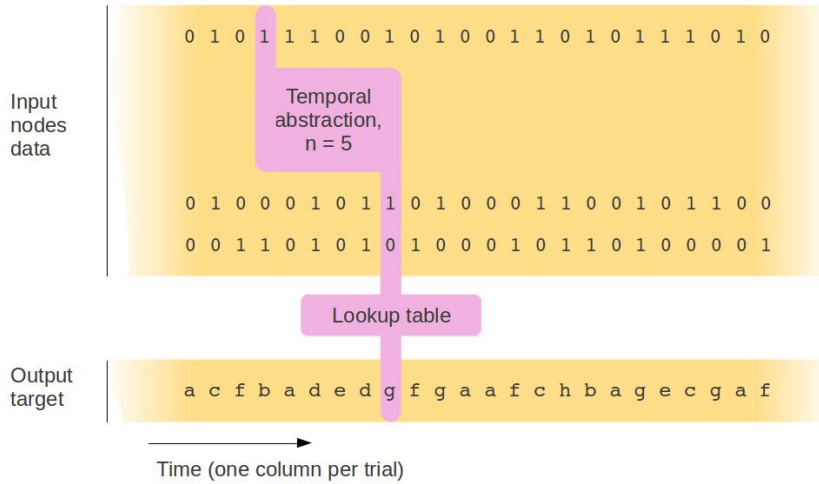 0 1 0 1 1 1 0 0 1 0 1 0 0 1 1 0 1 0 1 1 1 0 1 0
Input
nodes
data
Temporal
abstraction,
n = 5
0 1 0 0 0 1 0 1 1 0 1 0 0 0 1 1 0 0 1 0 1 1 0 0
0 0 1 1 0 1 0 1 0 1 0 0 0 1 0 1 1 0 1 0 0 0 0 1
Lookup table
Output
target
a c f b a d e d g f g a a f c h b a g e c g a f
Time (one column per trial)